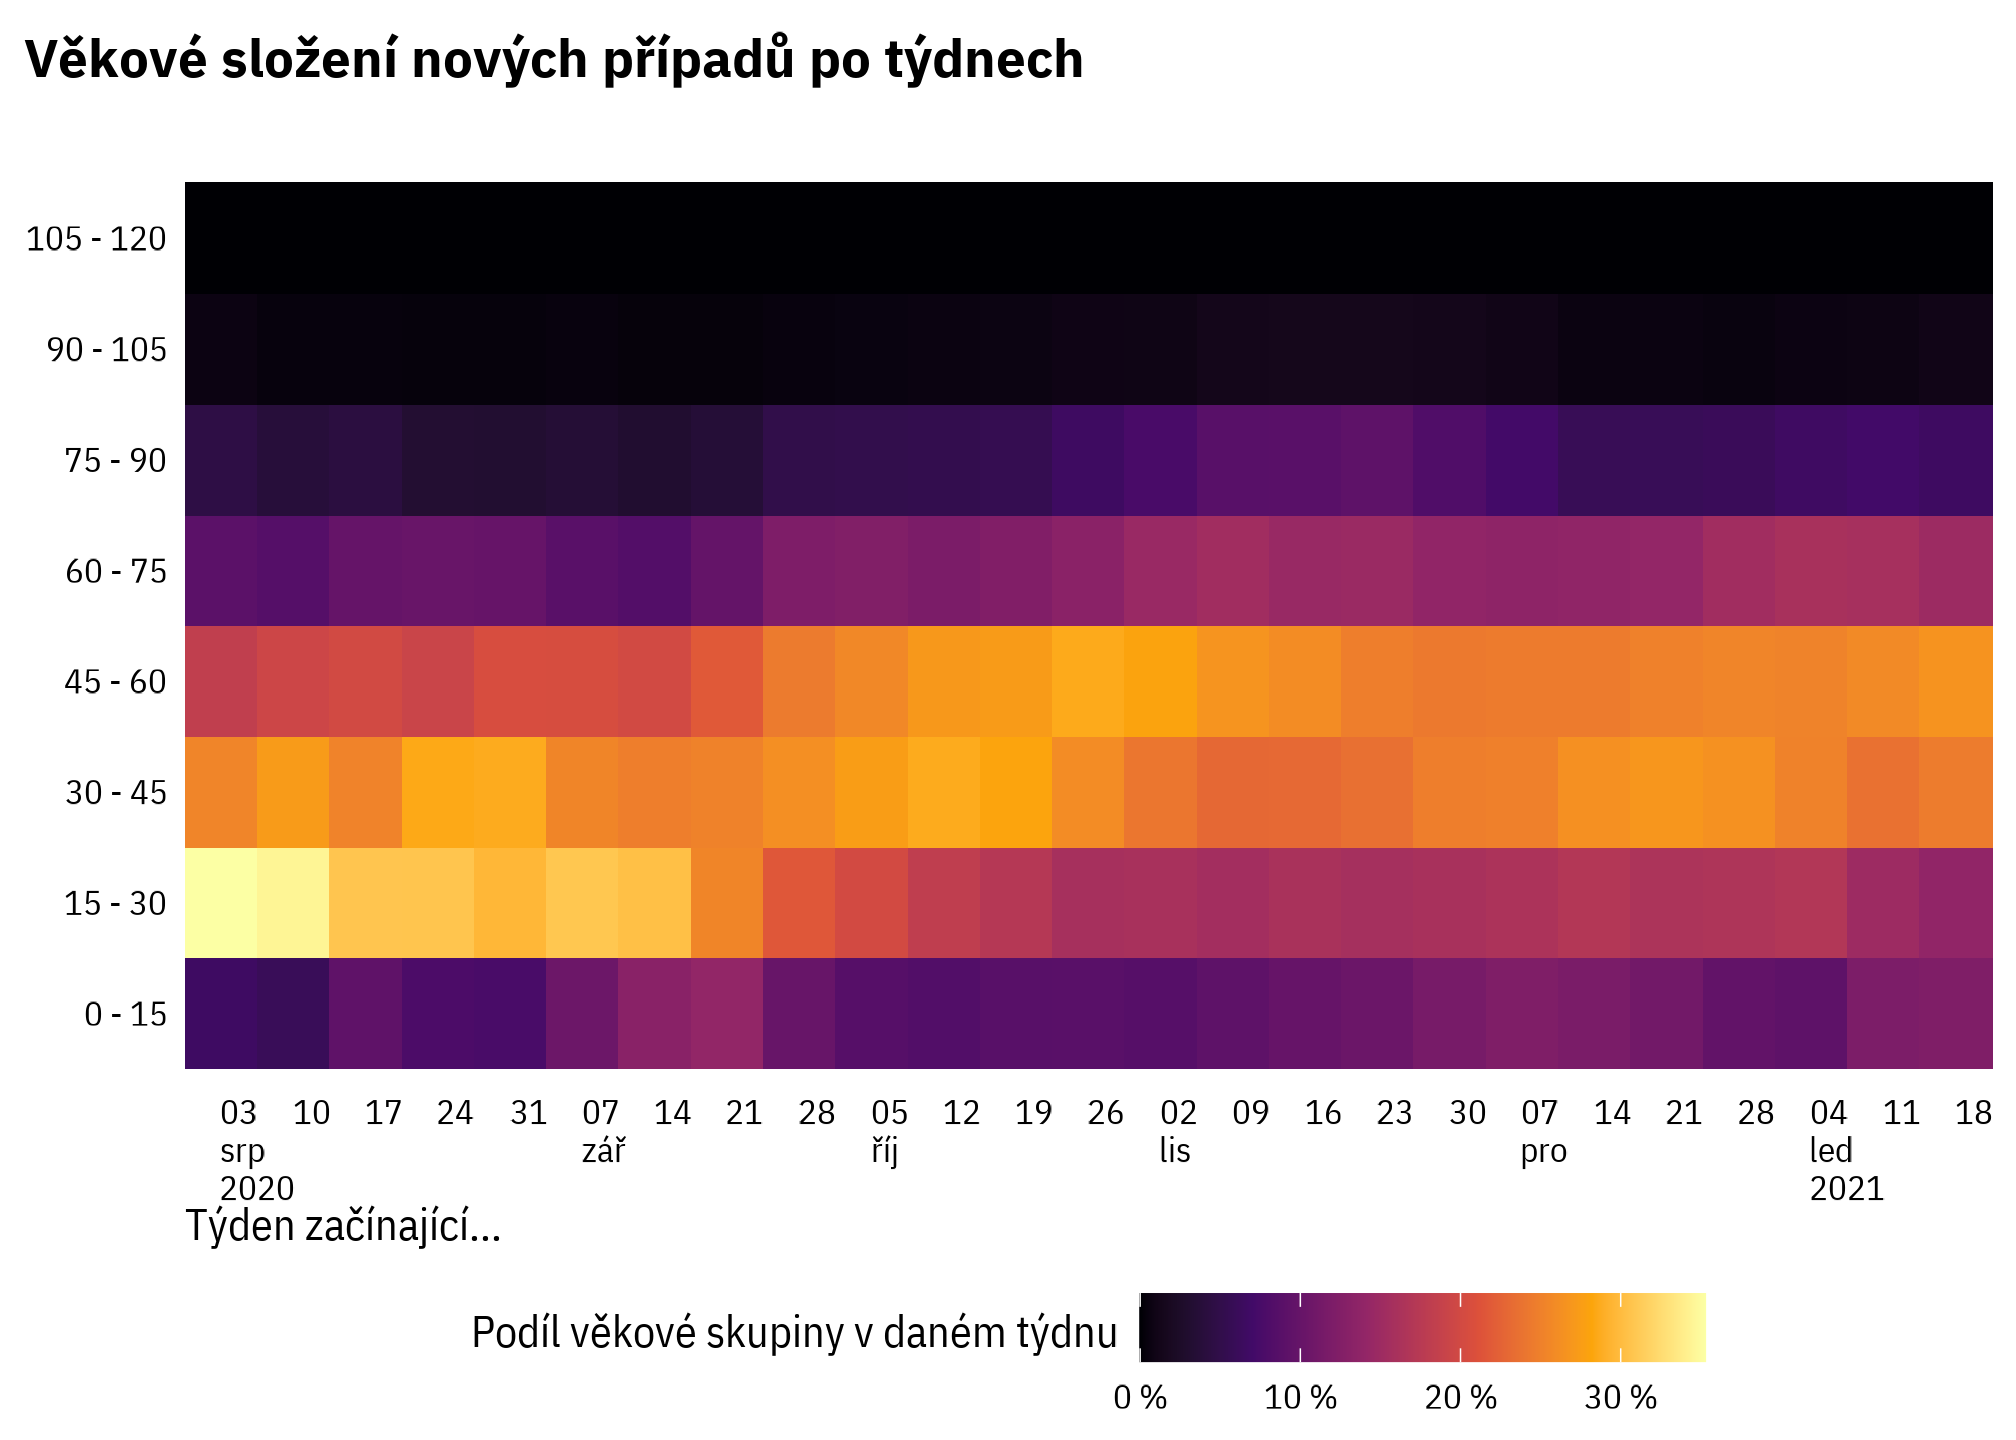 Věkové složení nových případů po týdnech
105 - 120
90 - 105
75 - 90
60 - 75
45 - 60
30 - 45
15 - 30
0 - 15
03 10 17 24 31 07 14 21 28 05 12 19 26 02 09 16 23 30 07 14 21 28 04 11 18
srp zář říj lis pro led
2020 2021
Týden začínající...
Podíl věkové skupiny v daném týdnu
0 % 10 % 20 % 30 %